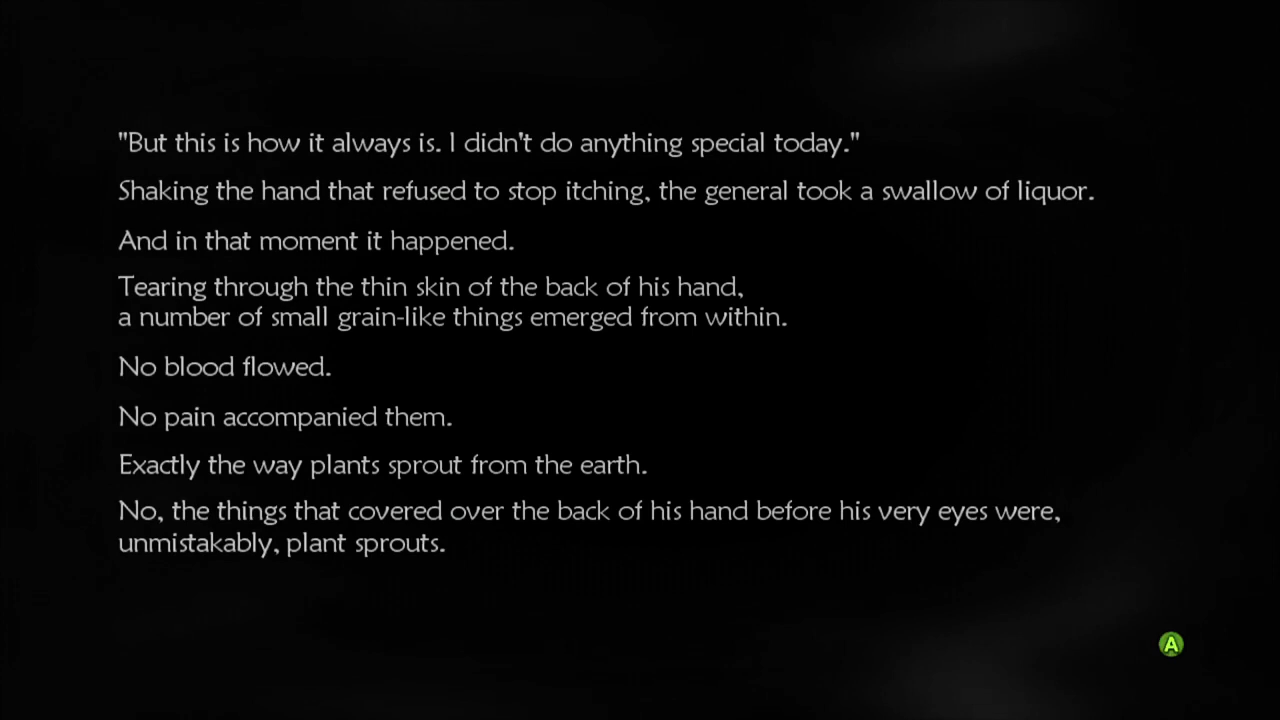 "But this is how it always is. I didn't do anything special today."
Shaking the hand that refused to stop itching, the general took a swallow of liquor.
And in that moment it happened.
Tearing through the thin skin of the back of his hand,
a number of small grain-like things emerged from within.
No blood flowed.
No pain accompanied them.
Exactly the way plants sprout from the earth.
No, the things that covered over the back of his hand before his very eyes were,
unmistakably, plant sprouts.
A